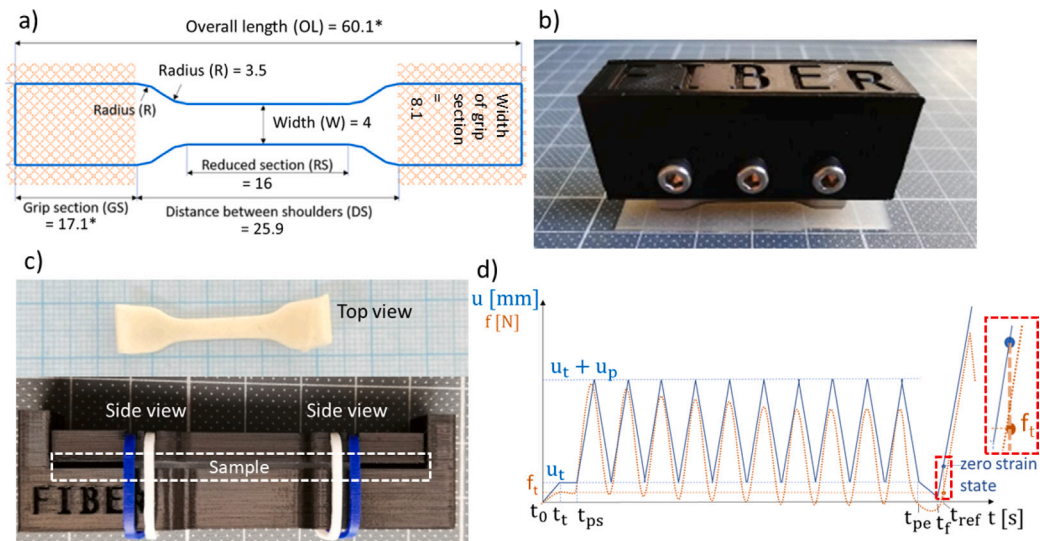 a)
Overall length (OL) = 60.1*
Radius (R) = 3.5
Radius (R)
Width (W) = 4
Width
of grip
section
=
8.1
Reduced section (RS)
= 16
Grip section (GS)
= 17.1*
Distance between shoulders (DS)
= 25.9
b)
FIBER
c)
Top view
Side view
Side view
Sample
FIBER
d)
u [mm]
f [N]
u_t + u_p
u_t
f_t
f_t
zero strain
state
t_0 t_t t_ps t_pe t_f t_ref t [s]